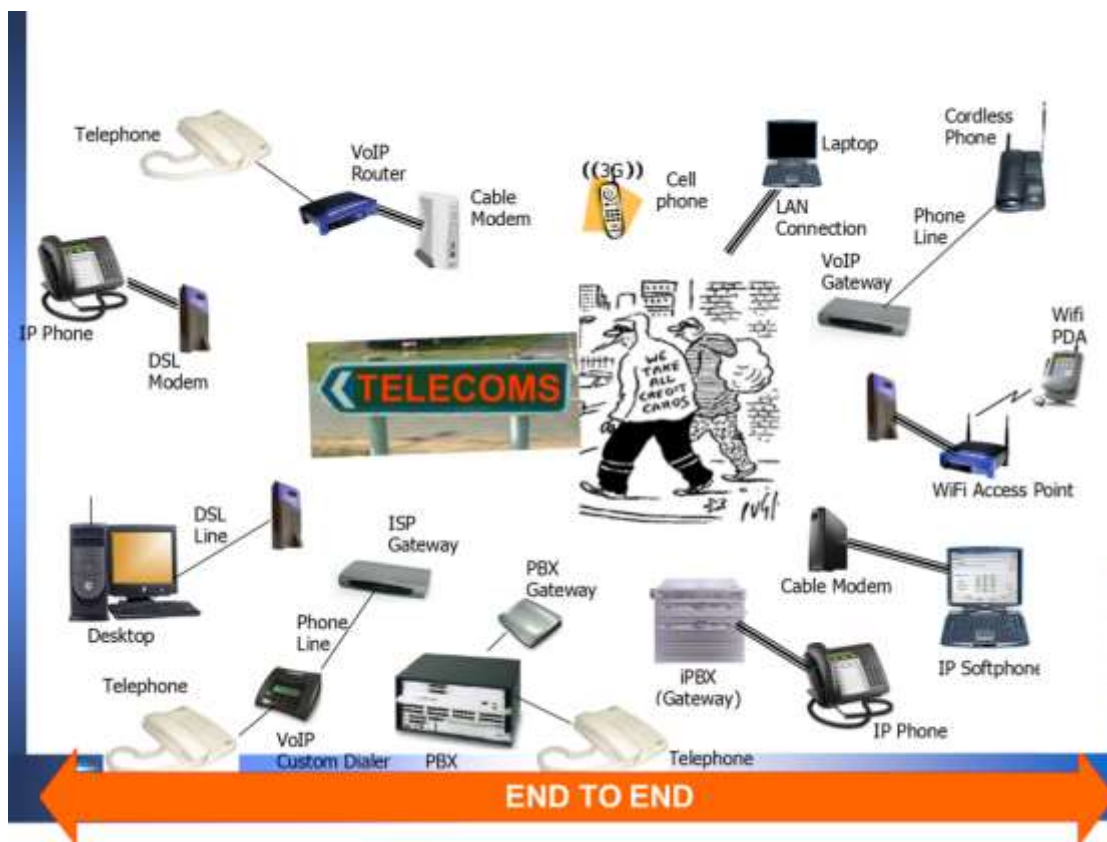 Telephone
VoIP
Router
Cable
Modem
((3G))
Cell
phone
Laptop
LAN
Connection
Cordless
Phone
Phone
Line
VoIP
Gateway
IP Phone
DSL
Modem
TELECOMS
WE
TAKE
ALL
CREDIT
CARDS
Wifi
PDA
WiFi Access Point
DSL
Line
Desktop
ISP
Gateway
Phone
Line
PBX
Gateway
Cable Modem
IP Softphone
iPBX
(Gateway)
IP Phone
Telephone
VoIP
Custom Dialer
PBX
Telephone
END TO END